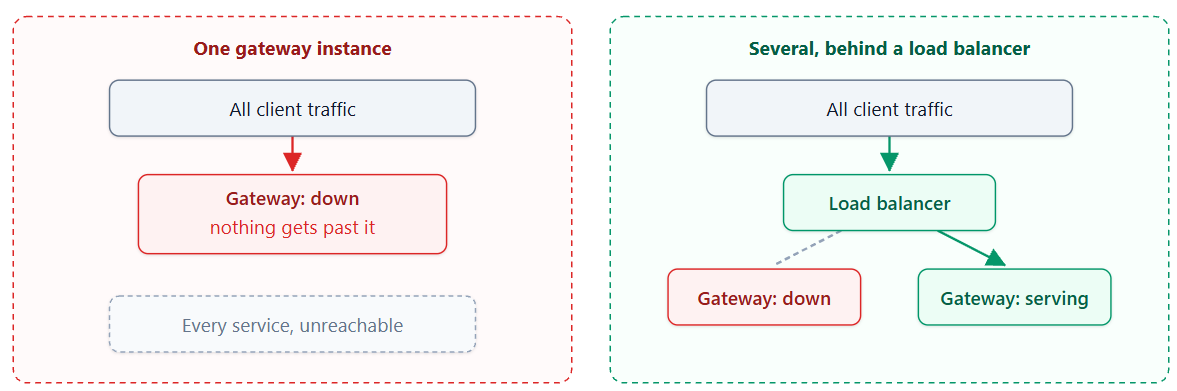 One gateway instance
All client traffic
Gateway: down
nothing gets past it
Every service, unreachable
Several, behind a load balancer
All client traffic
Load balancer
Gateway: down
Gateway: serving